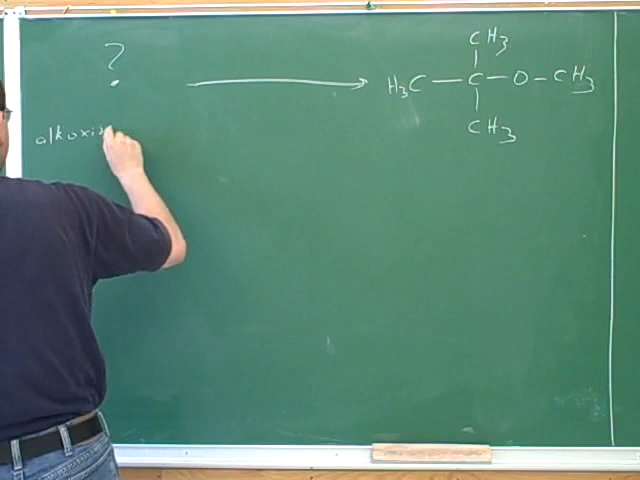 ?
CH3
H3C — C — O — CH3
CH3
alkoxi